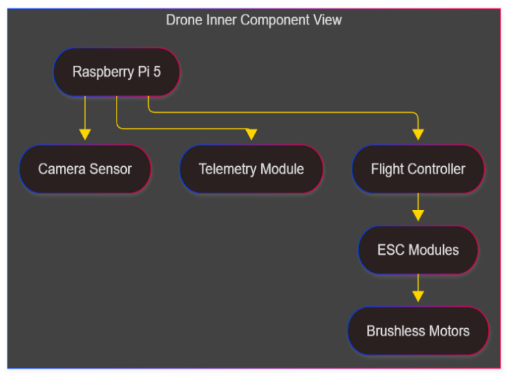 Drone Inner Component View
Raspberry Pi 5
Camera Sensor
Telemetry Module
Flight Controller
ESC Modules
Brushless Motors